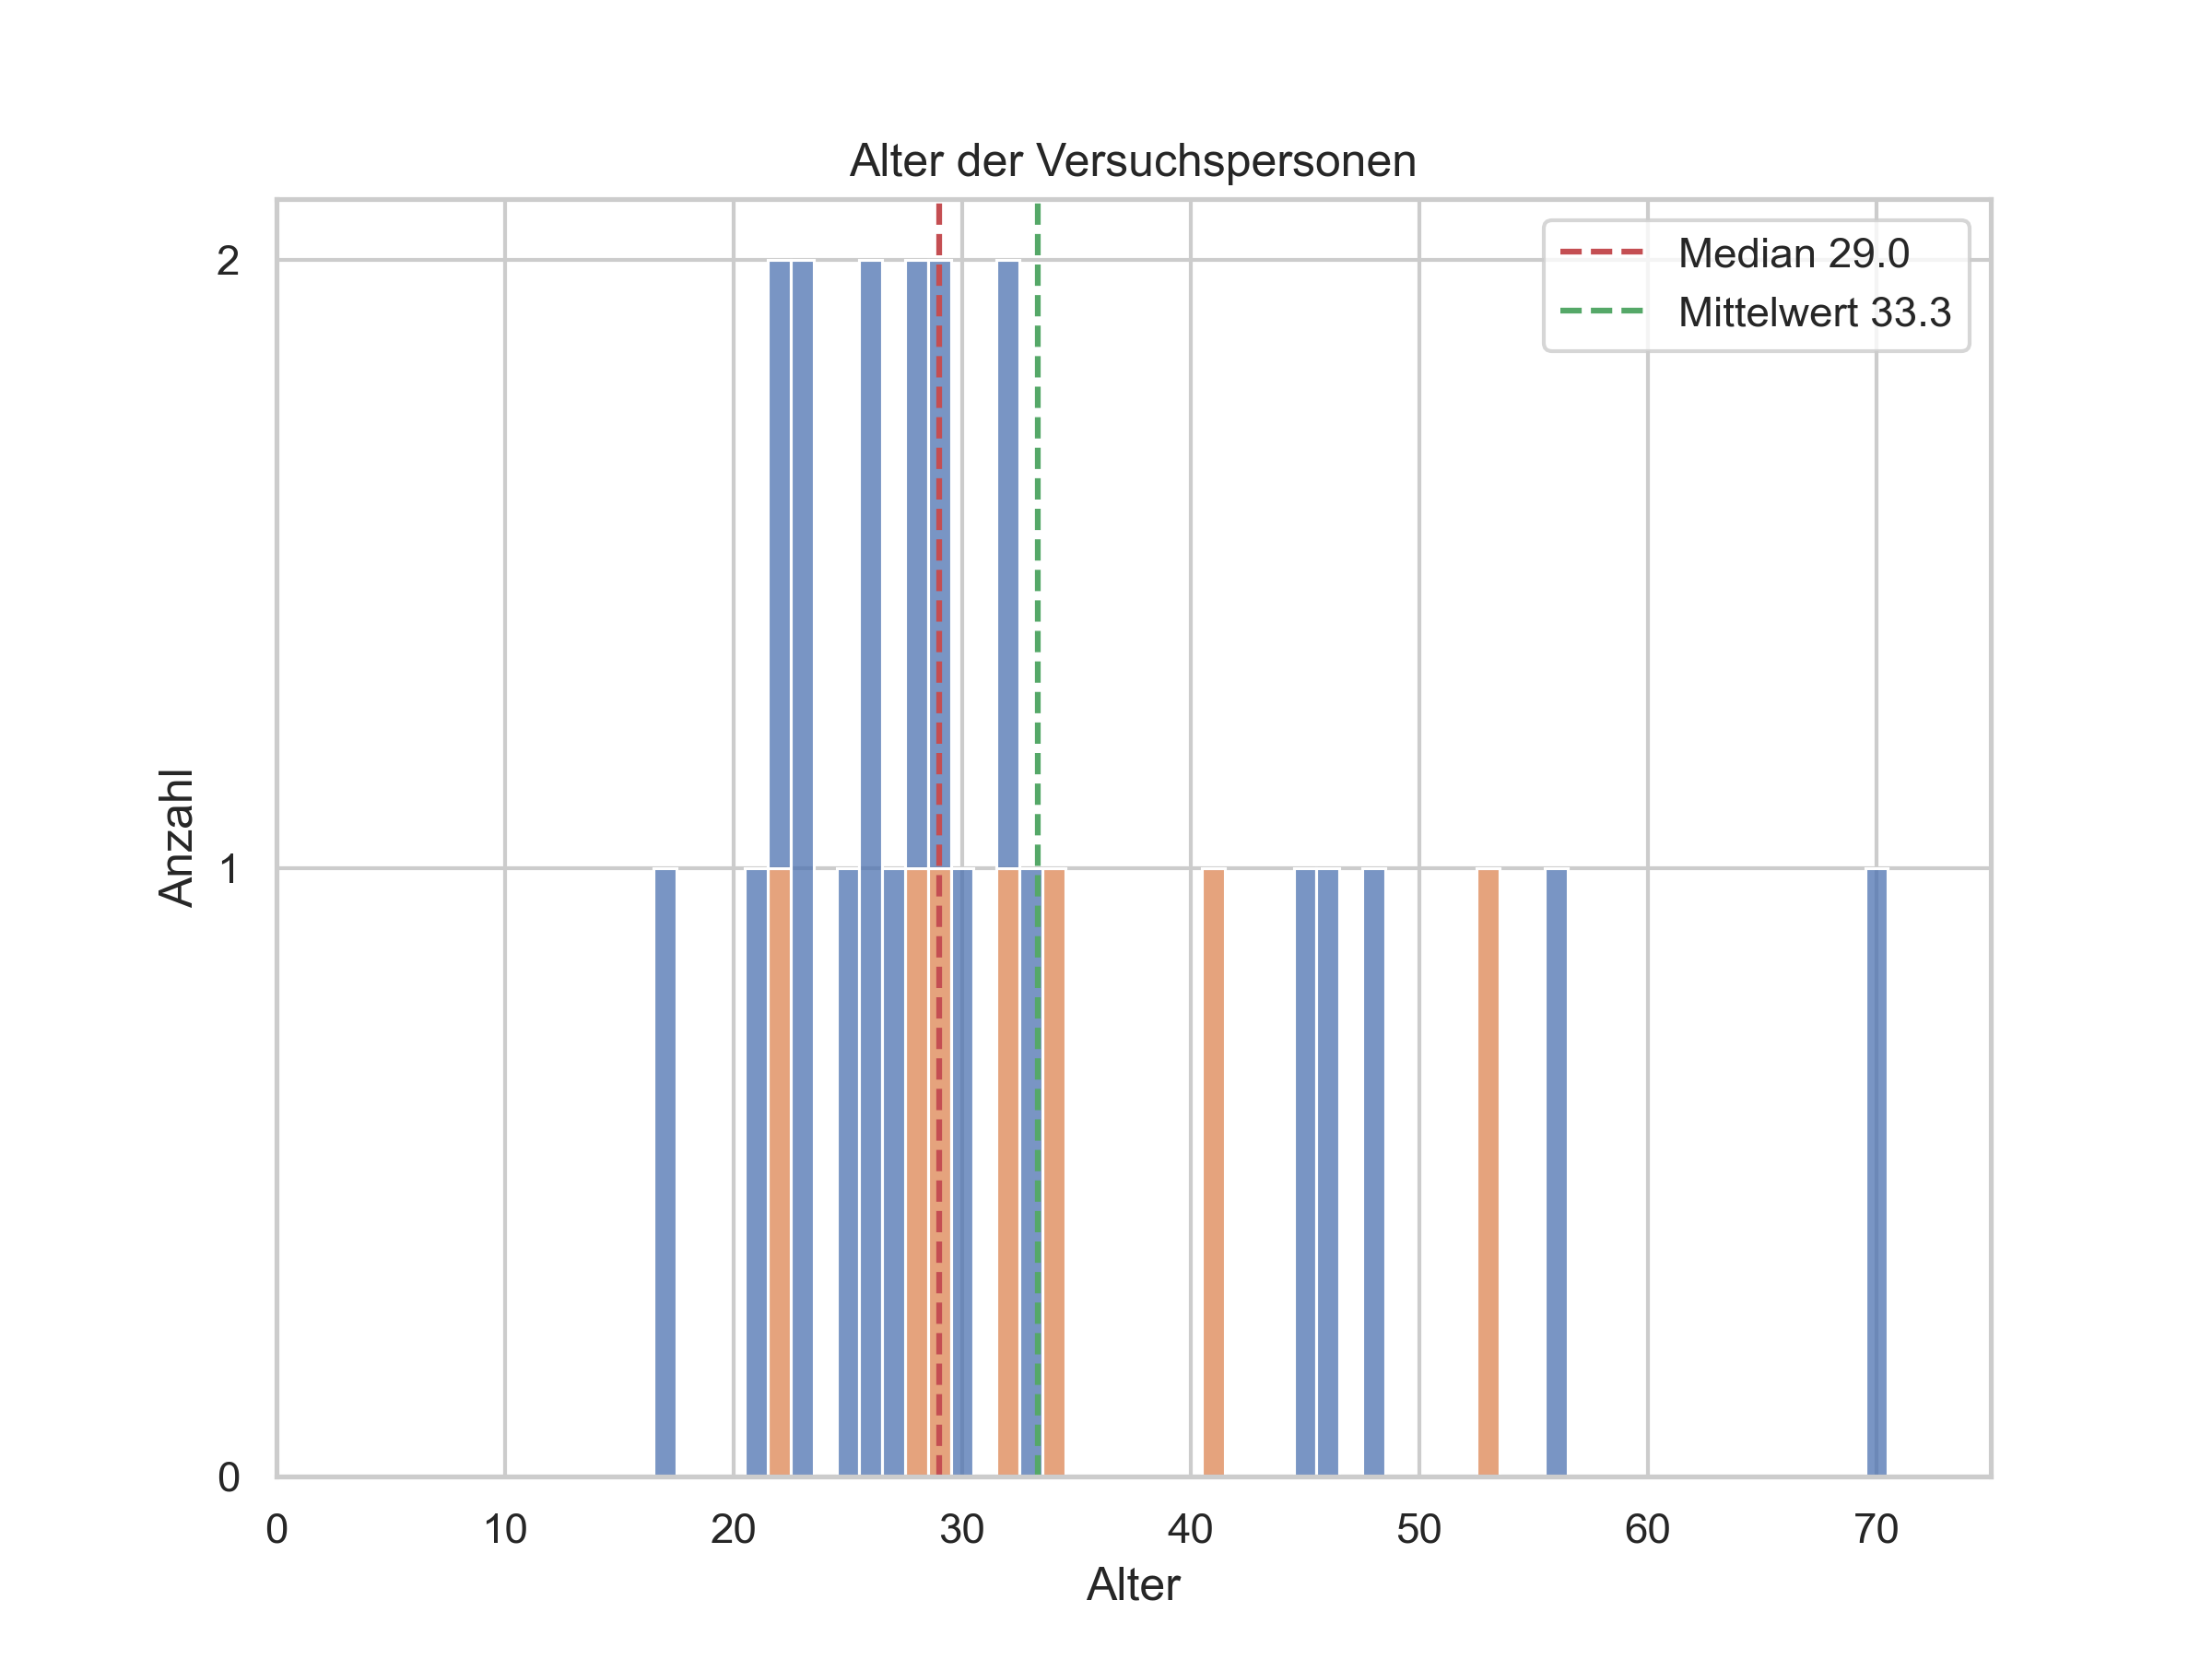 Alter der Versuchspersonen
Median 29.0
Mittelwert 33.3
Anzahl
2
1
0
0 10 20 30 40 50 60 70
Alter